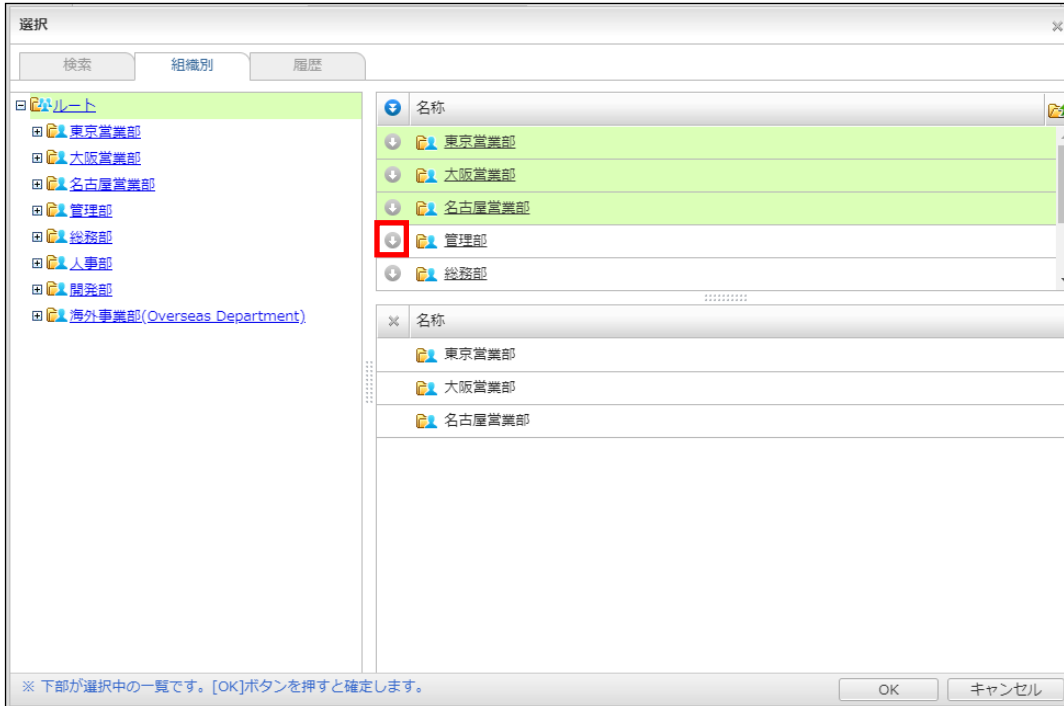 選択
検索 組織別 履歴
ルート
東京営業部
大阪営業部
名古屋営業部
管理部
総務部
人事部
開発部
海外事業部(Overseas Department)
名称
東京営業部
大阪営業部
名古屋営業部
管理部
総務部
名称
東京営業部
大阪営業部
名古屋営業部
※ 下部が選択中の一覧です。[OK]ボタンを押すと確定します。
OK キャンセル